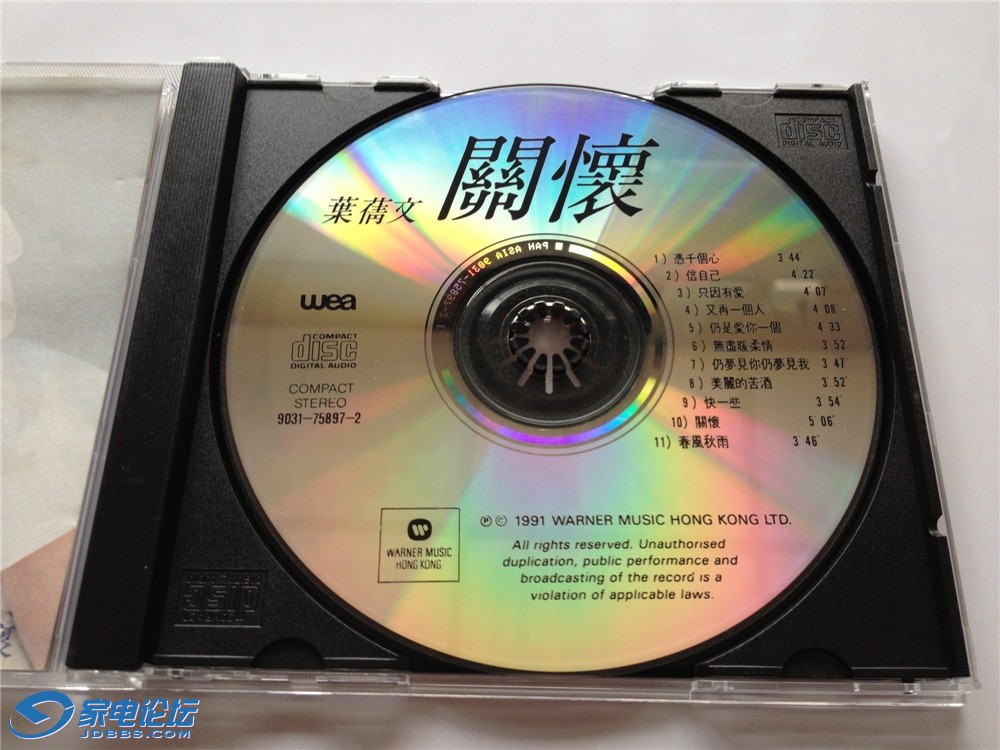 關懷
葉蒨文
COMPACT
disc
DIGITAL AUDIO
PAN ASIA 9031-75897-2
1) 憑千個心 3'44"
2) 信自己 4'22"
3) 只因有愛 4'07"
4) 又再一個人 4'08"
5) 仍是愛你一個 4'33
6) 無盡暖柔情 3'52
7) 仍夢見你仍夢見我 3'47"
8) 美麗的苦酒 3'52"
9) 快一些 3'54"
10) 關懷 5'06"
11) 春風秋雨 3'46"
wea
COMPACT
disc
DIGITAL AUDIO
COMPACT
STEREO
9031-75897-2
WARNER MUSIC
HONG KONG
℗ © 1991 WARNER MUSIC HONG KONG LTD.
All rights reserved. Unauthorised
duplication, public performance and
broadcasting of the record is a
violation of applicable laws.
家电论坛
JDBBS.COM